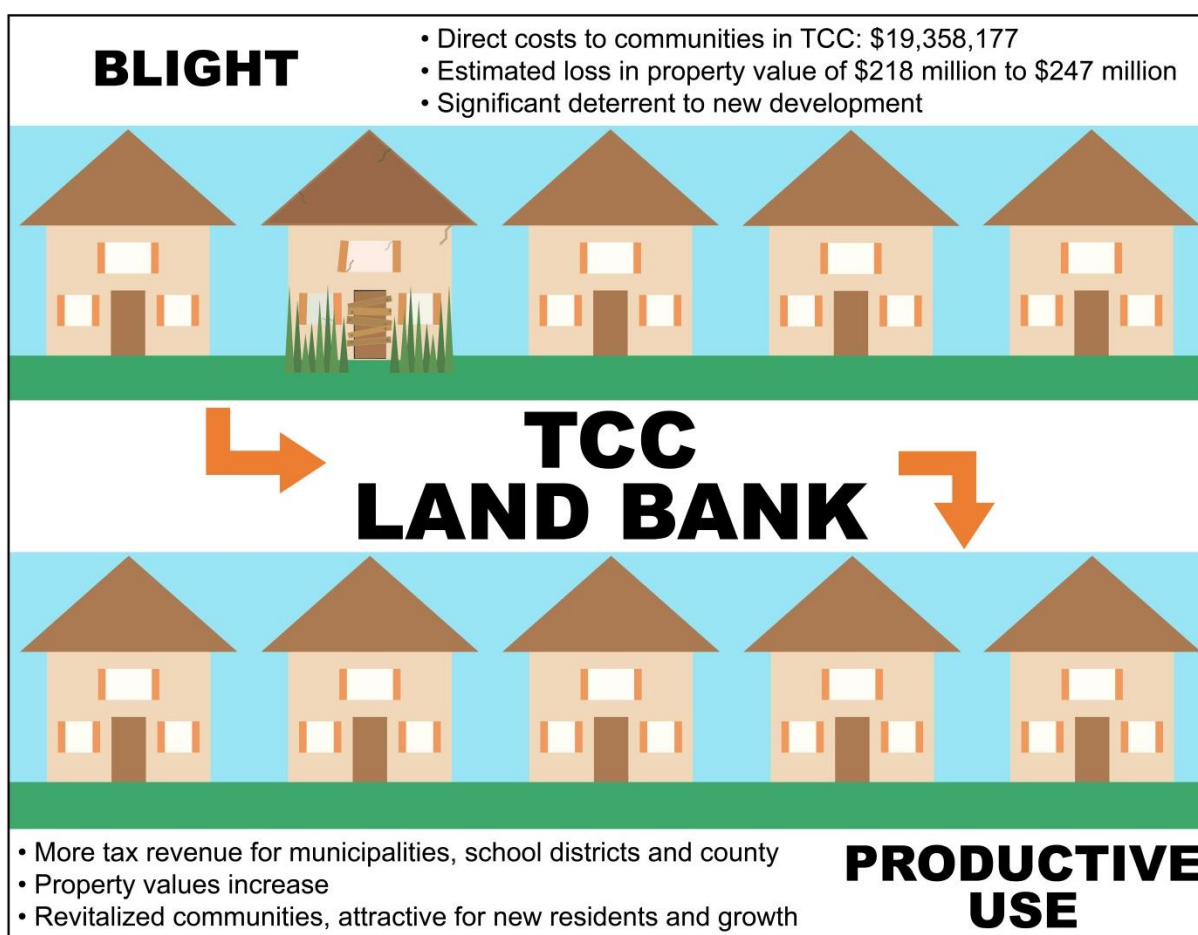 BLIGHT
• Direct costs to communities in TCC: $19,358,177
• Estimated loss in property value of $218 million to $247 million
• Significant deterrent to new development
TCC
LAND BANK
• More tax revenue for municipalities, school districts and county
• Property values increase
• Revitalized communities, attractive for new residents and growth
PRODUCTIVE
USE